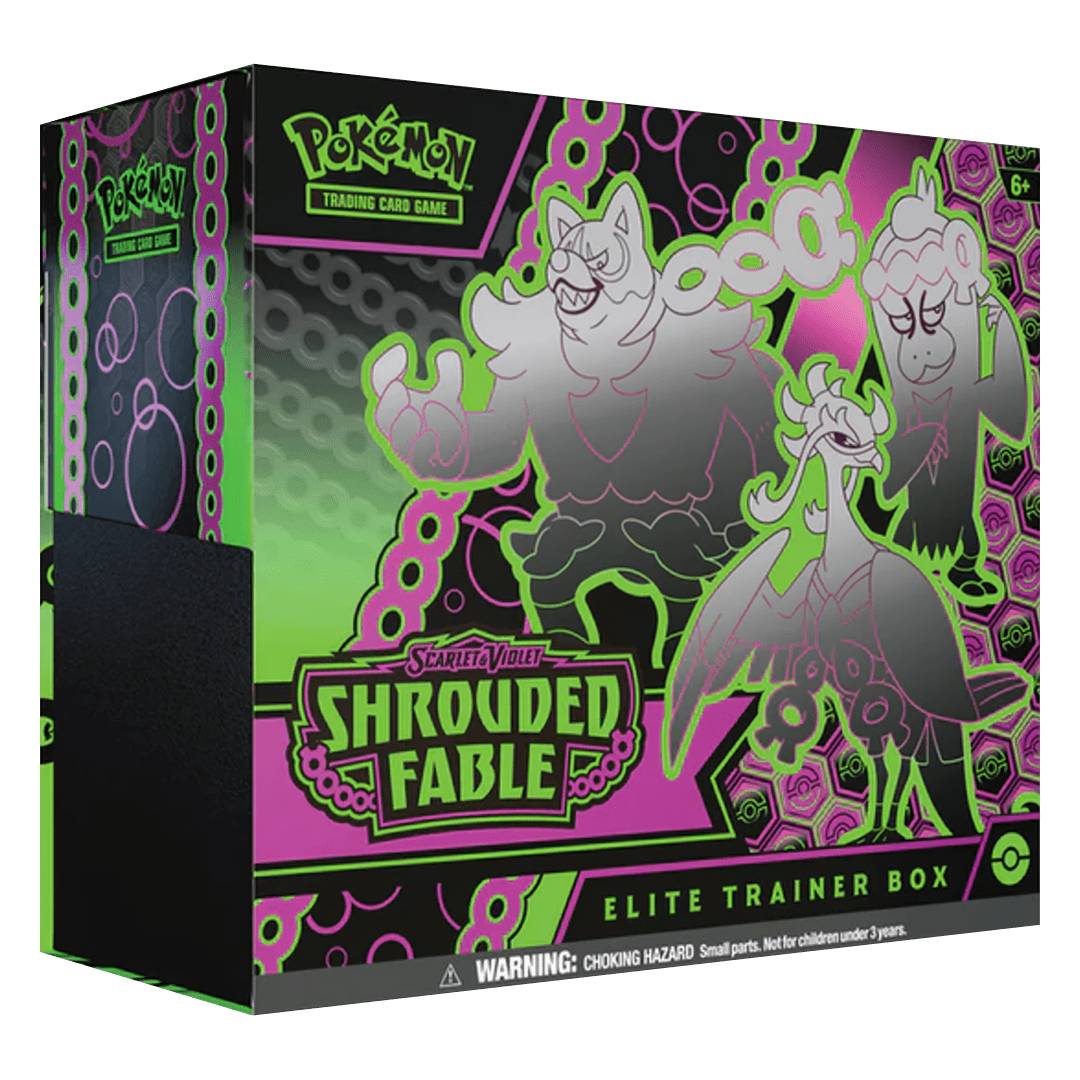 POKÉMON
TRADING CARD GAME
POKÉMON™
TRADING CARD GAME
6+
SCARLET & VIOLET
SHROUDED
FABLE
ELITE TRAINER BOX
WARNING: CHOKING HAZARD Small parts. Not for children under 3 years.